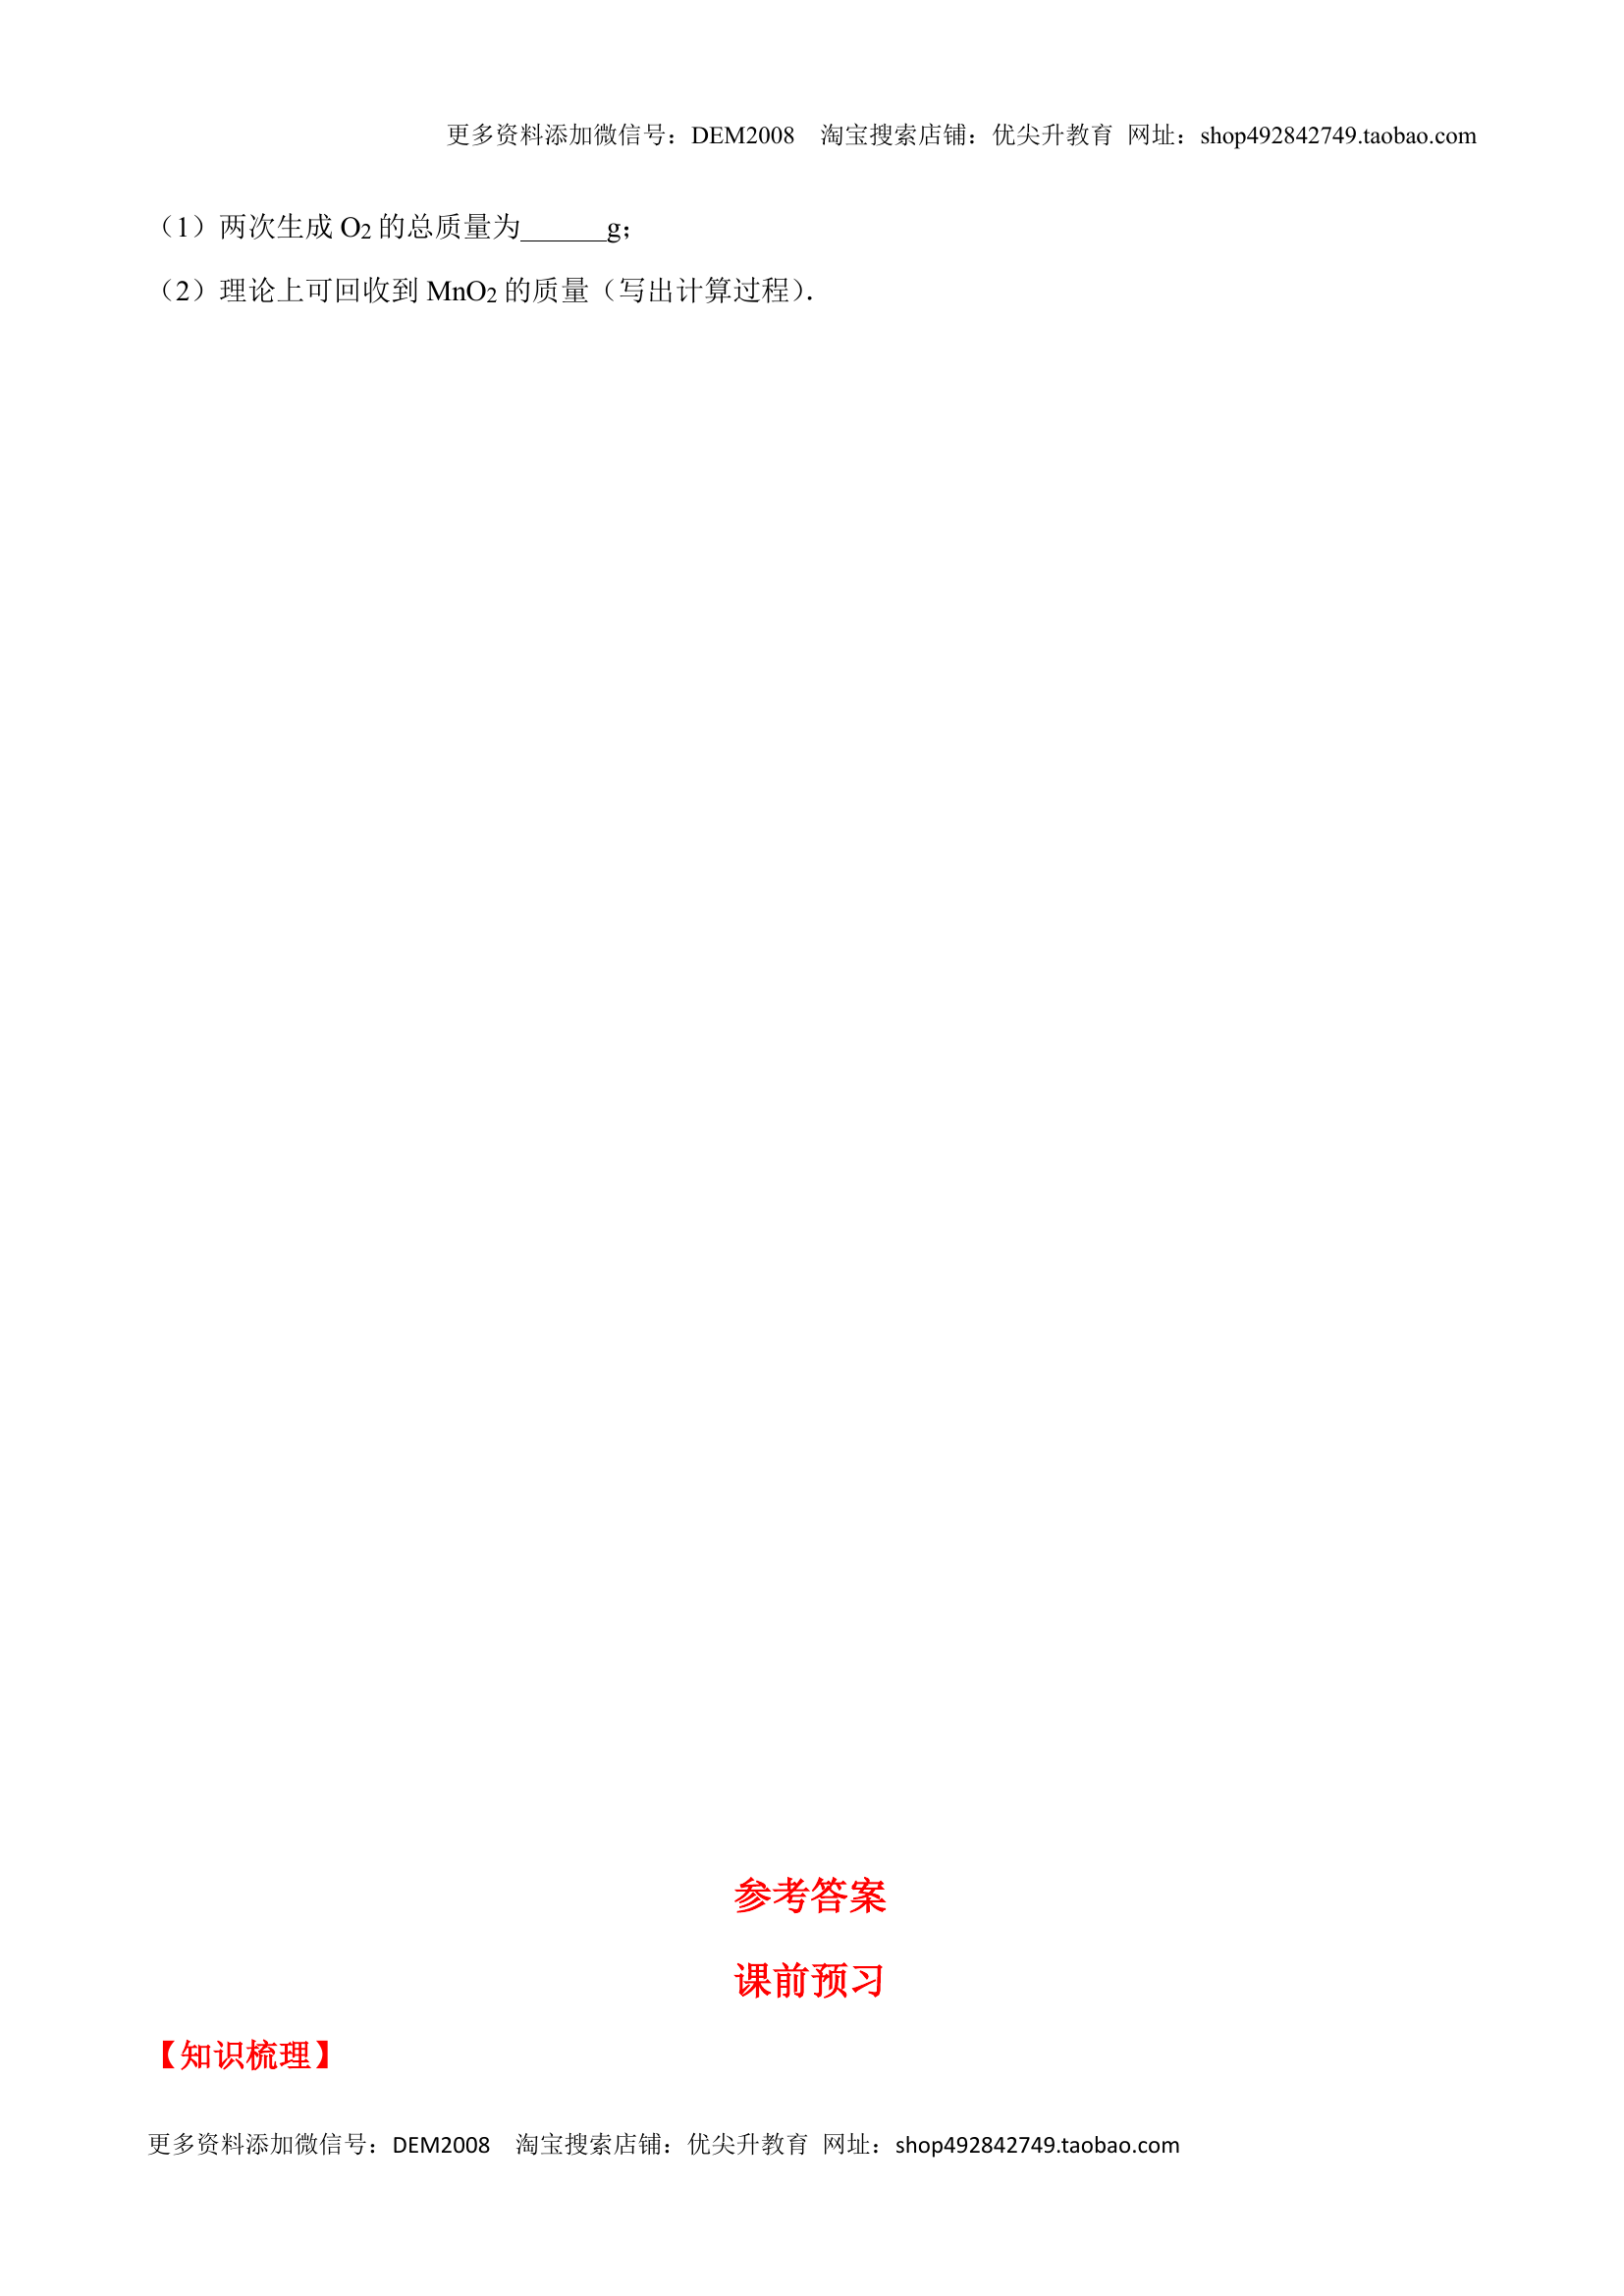 更多资料添加微信号：DEM2008 淘宝搜索店铺：优尖升教育 网址：shop492842749.taobao.com
（1）两次生成 O2 的总质量为______g；
（2）理论上可回收到 MnO2 的质量（写出计算过程）．
参考答案
课前预习
【知识梳理】
更多资料添加微信号：DEM2008 淘宝搜索店铺：优尖升教育 网址：shop492842749.taobao.com